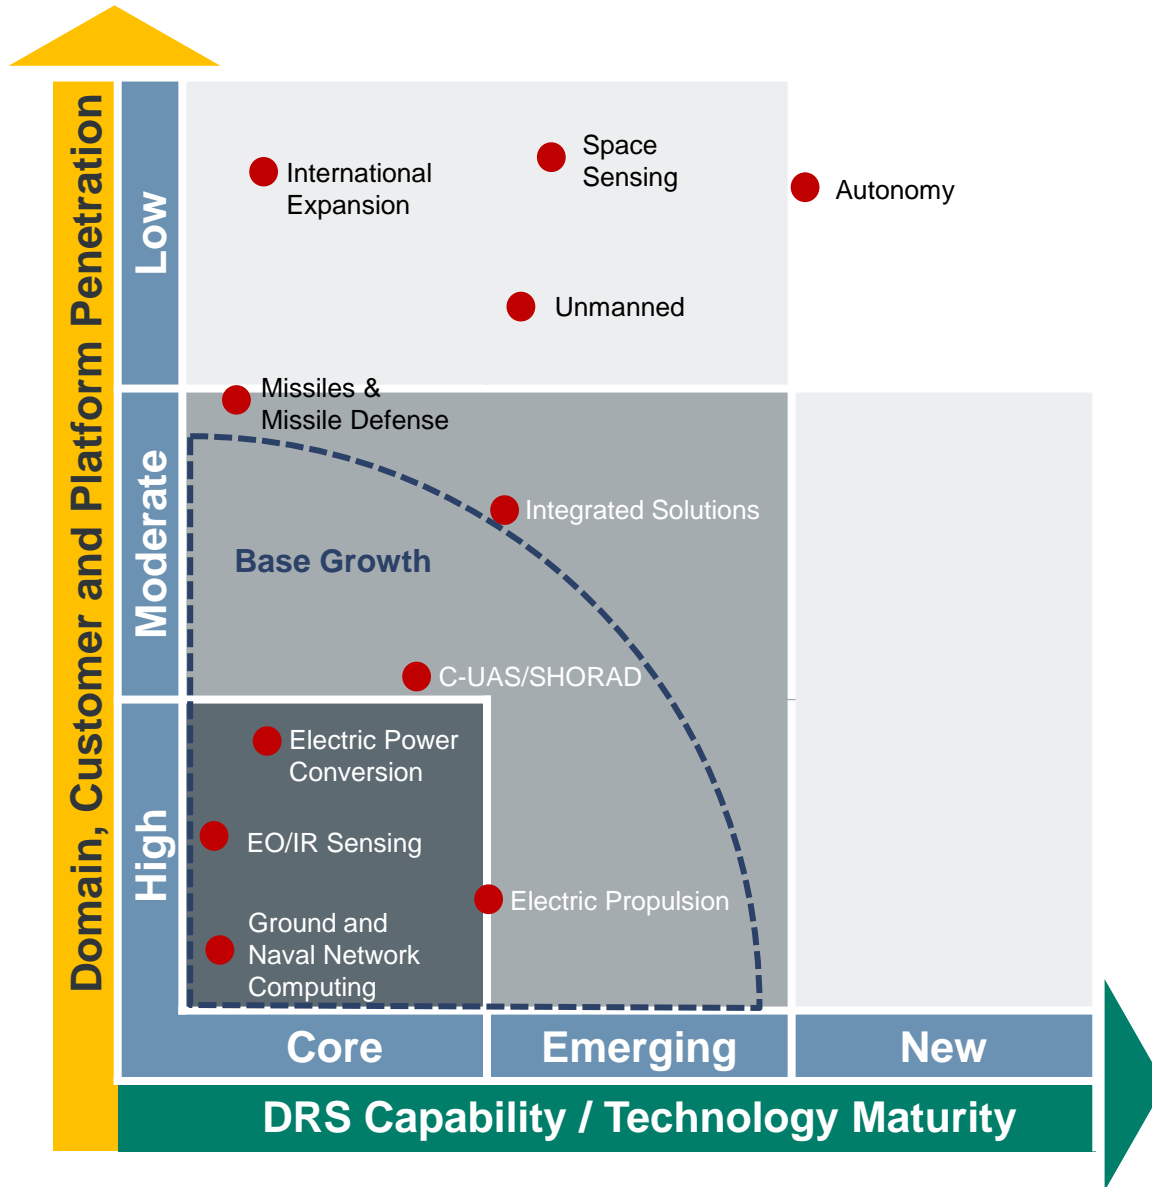 Domain, Customer and Platform Penetration
Low
Moderate
High
International
Expansion
Space
Sensing
Autonomy
Unmanned
Missiles &
Missile Defense
Integrated Solutions
Base Growth
C-UAS/SHORAD
Electric Power
Conversion
EO/IR Sensing
Electric Propulsion
Ground and
Naval Network
Computing
Core
Emerging
New
DRS Capability / Technology Maturity